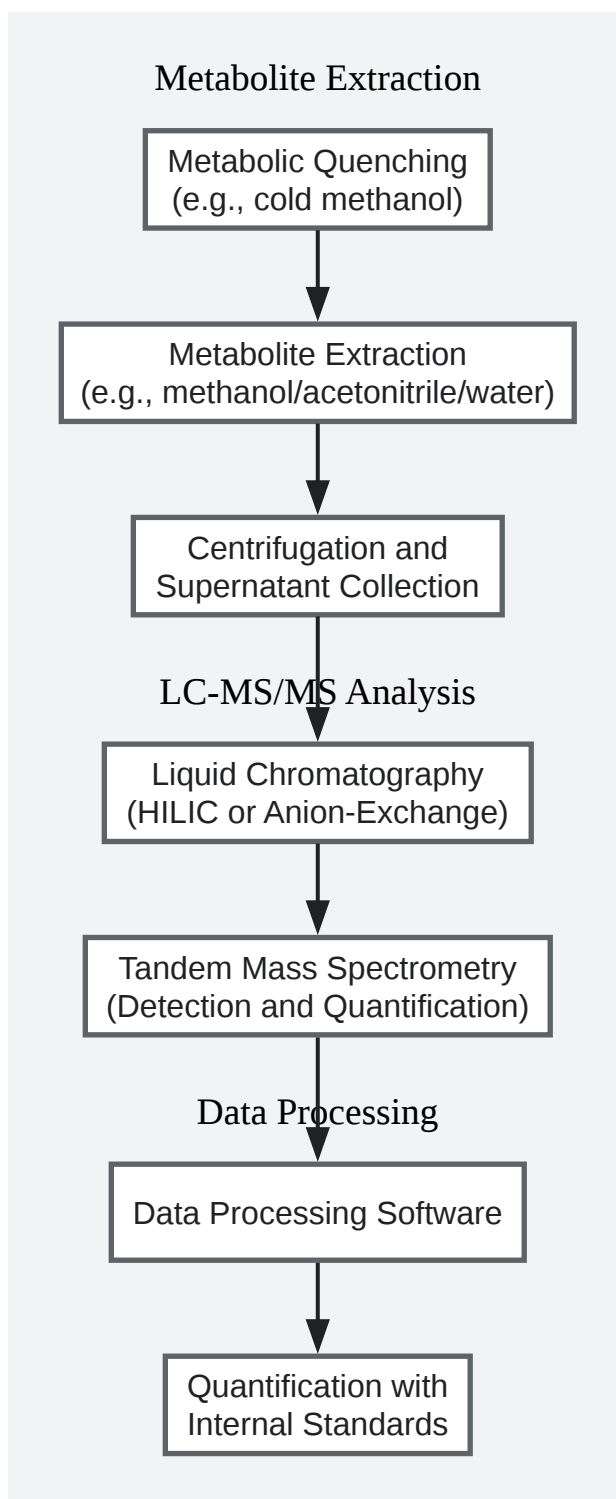 Metabolite Extraction
Metabolic Quenching
(e.g., cold methanol)
Metabolite Extraction
(e.g., methanol/acetonitrile/water)
Centrifugation and
Supernatant Collection
LC-MS/MS Analysis
Liquid Chromatography
(HILIC or Anion-Exchange)
Tandem Mass Spectrometry
(Detection and Quantification)
Data Processing
Data Processing Software
Quantification with
Internal Standards